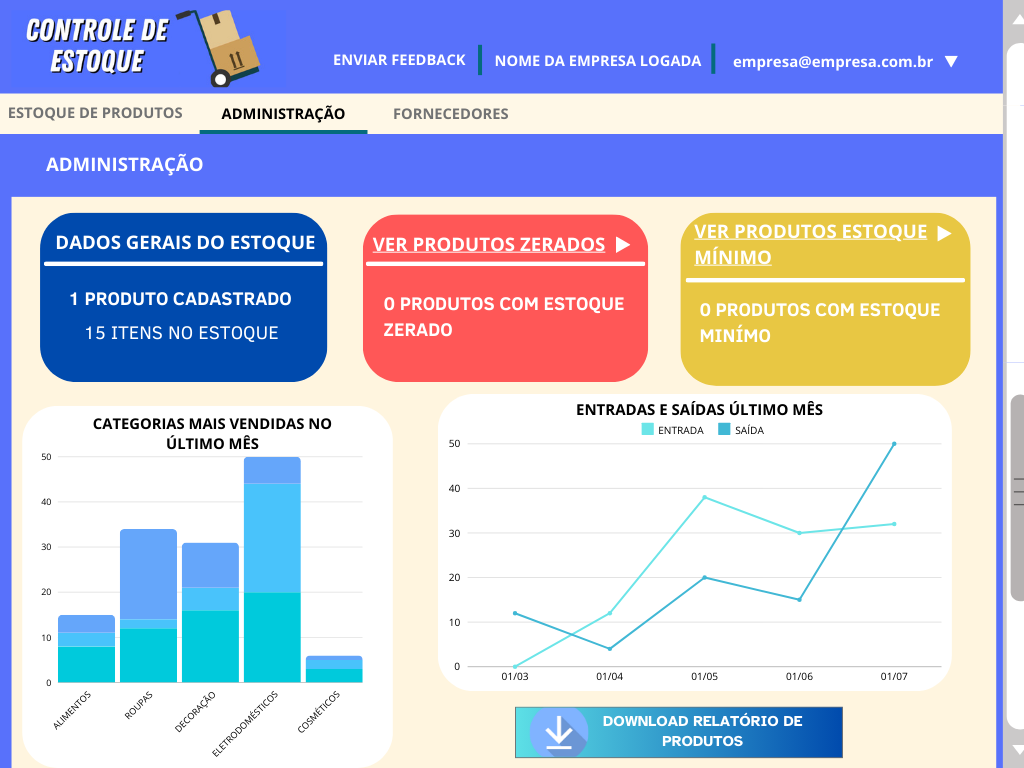 CONTROLE DE
ESTOQUE
ENVIAR FEEDBACK
NOME DA EMPRESA LOGADA
empresa@empresa.com.br
ESTOQUE DE PRODUTOS
ADMINISTRAÇÃO
FORNECEDORES
ADMINISTRAÇÃO
DADOS GERAIS DO ESTOQUE
1 PRODUTO CADASTRADO
15 ITENS NO ESTOQUE
VER PRODUTOS ZERADOS
0 PRODUTOS COM ESTOQUE
ZERADO
VER PRODUTOS ESTOQUE
MÍNIMO
0 PRODUTOS COM ESTOQUE
MINÍMO
CATEGORIAS MAIS VENDIDAS NO
ÚLTIMO MÊS
50
40
30
20
10
0
ALIMENTOS
ROUPAS
DECORAÇÃO
ELETRODOMÉSTICOS
COSMÉTICOS
ENTRADAS E SAÍDAS ÚLTIMO MÊS
ENTRADA
SAÍDA
50
40
30
20
10
0
01/03
01/04
01/05
01/06
01/07
DOWNLOAD RELATÓRIO DE
PRODUTOS